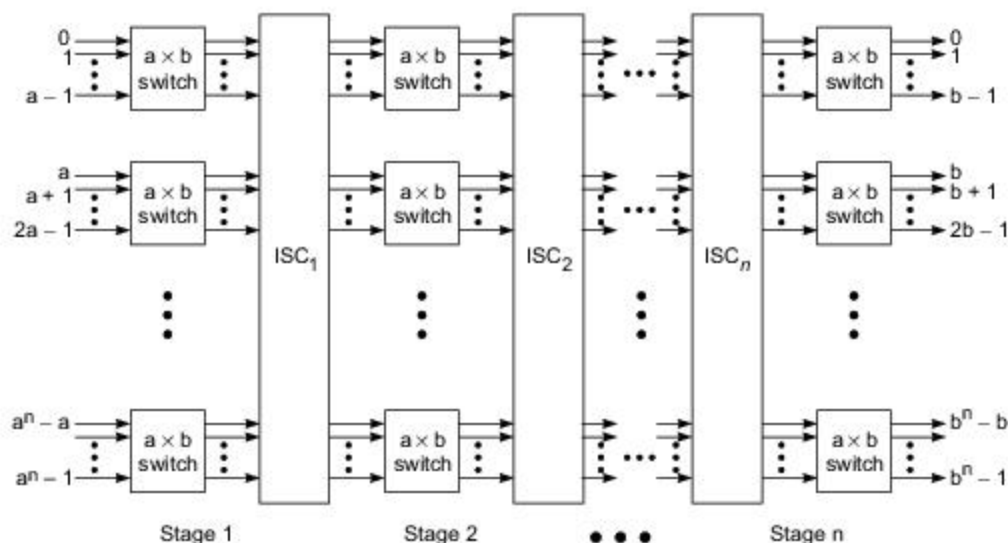 0
1
a – 1
a × b
switch
a × b
switch
a × b
switch
0
1
b – 1
a
a + 1
2a – 1
a × b
switch
a × b
switch
a × b
switch
b
b + 1
2b – 1
ISC₁
ISC₂
ISCₙ
aⁿ – a
aⁿ – 1
a × b
switch
a × b
switch
a × b
switch
bⁿ – b
bⁿ – 1
Stage 1
Stage 2
Stage n